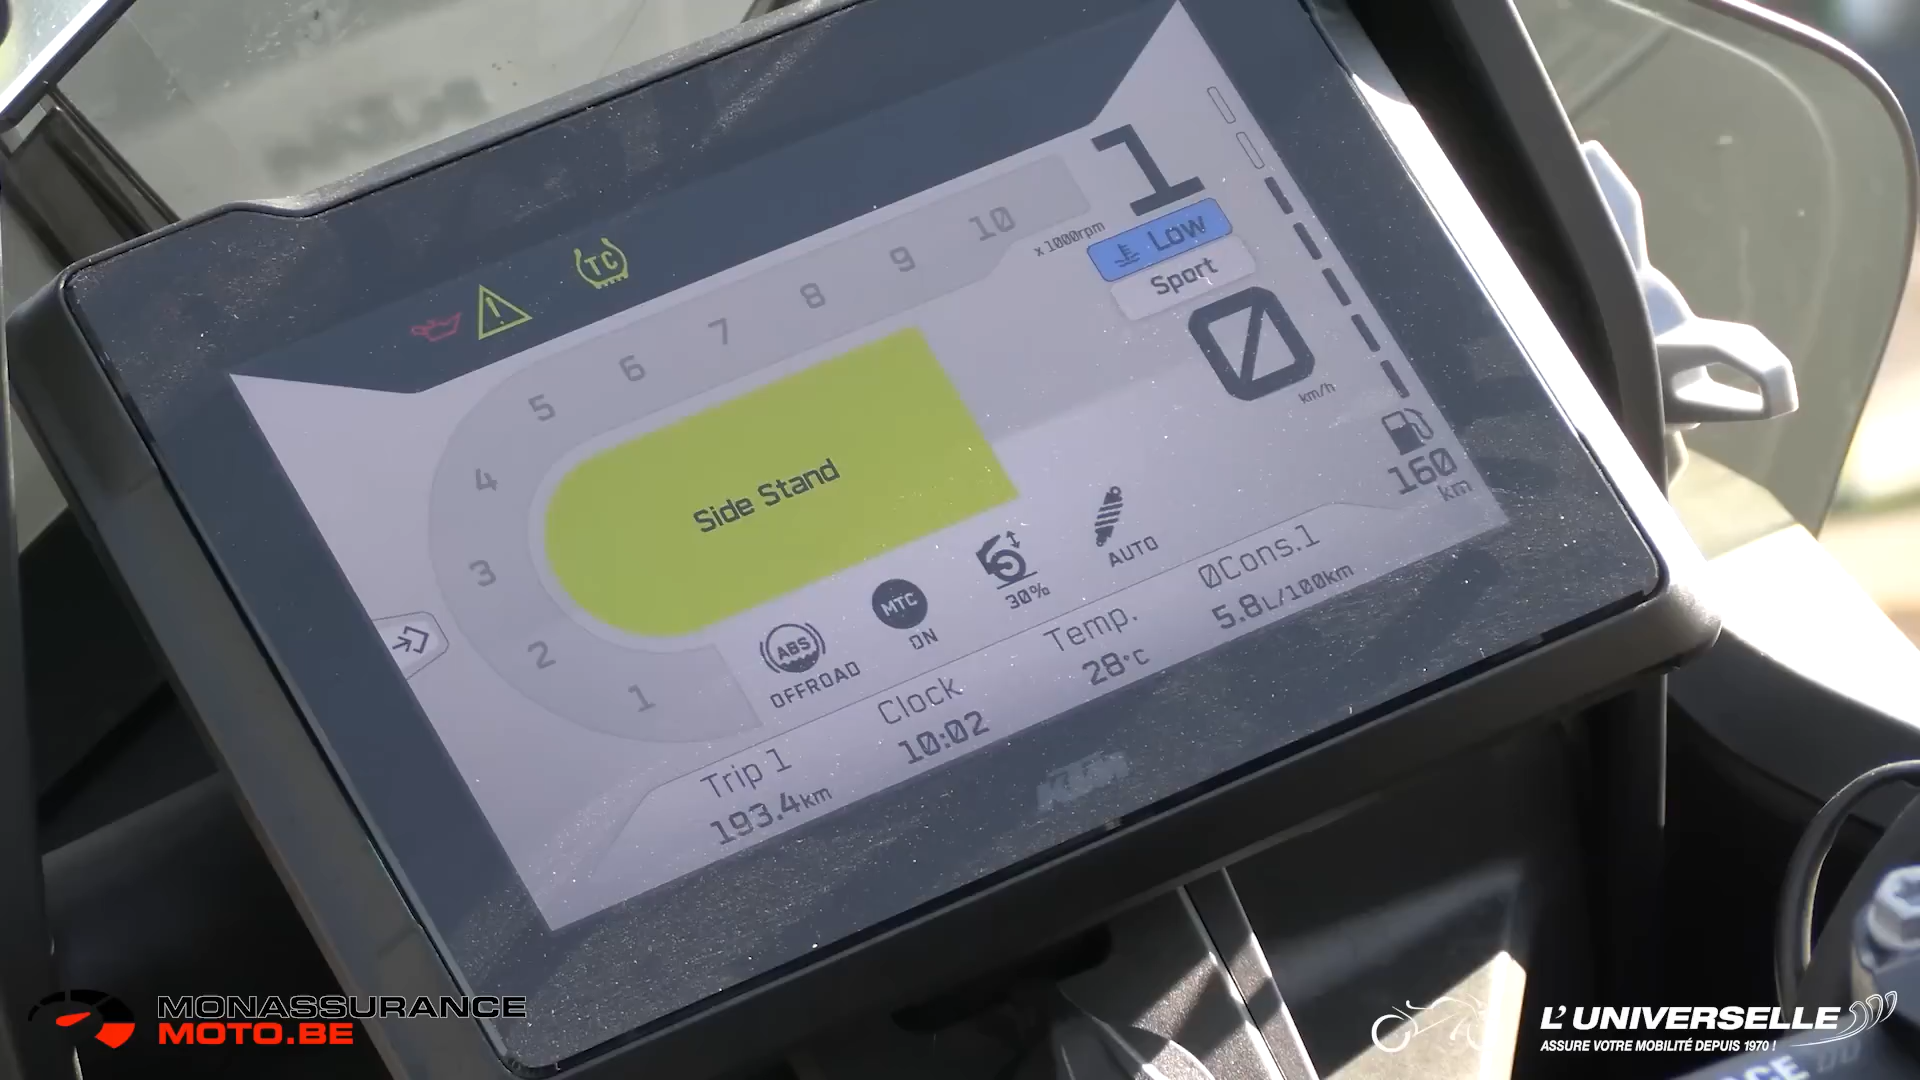 TC
1
Low
Sport
x1000rpm
10
9
8
7
6
5
4
3
2
1
0
km/h
160
km
Side Stand
ABS
OFFROAD
MTC
ON
30%
AUTO
Trip 1
193.4km
Clock
10:02
Temp.
28°C
ØCons.1
5.8L/100km
KTM
MONASSURANCE
MOTO.BE
L'UNIVERSELLE
ASSURE VOTRE MOBILITÉ DEPUIS 1970 !